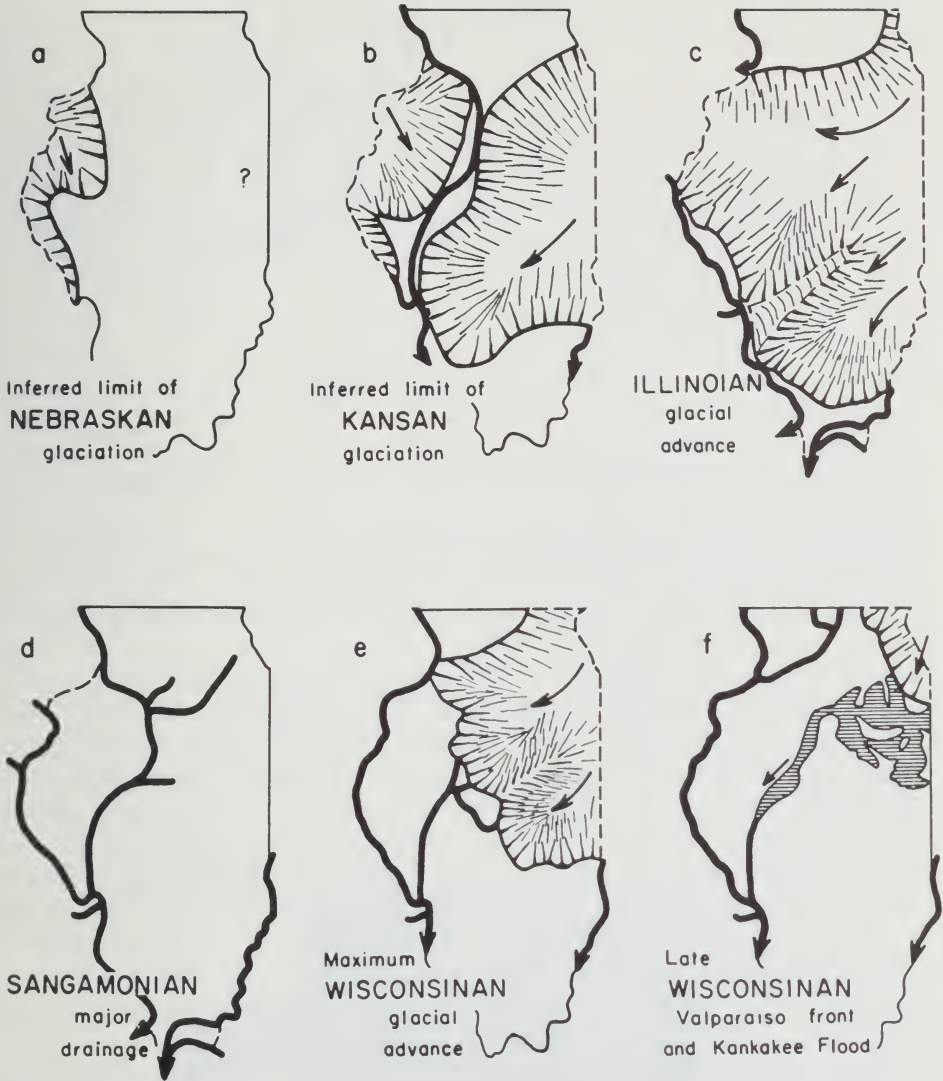 a
?
Inferred limit of
NEBRASKAN
glaciation
b
Inferred limit of
KANSAN
glaciation
c
ILLINOIAN
glacial
advance
d
SANGAMONIAN
major
drainage
e
Maximum
WISCONSINAN
glacial
advance
f
Late
WISCONSINAN
Valparaiso front
and Kankakee Flood